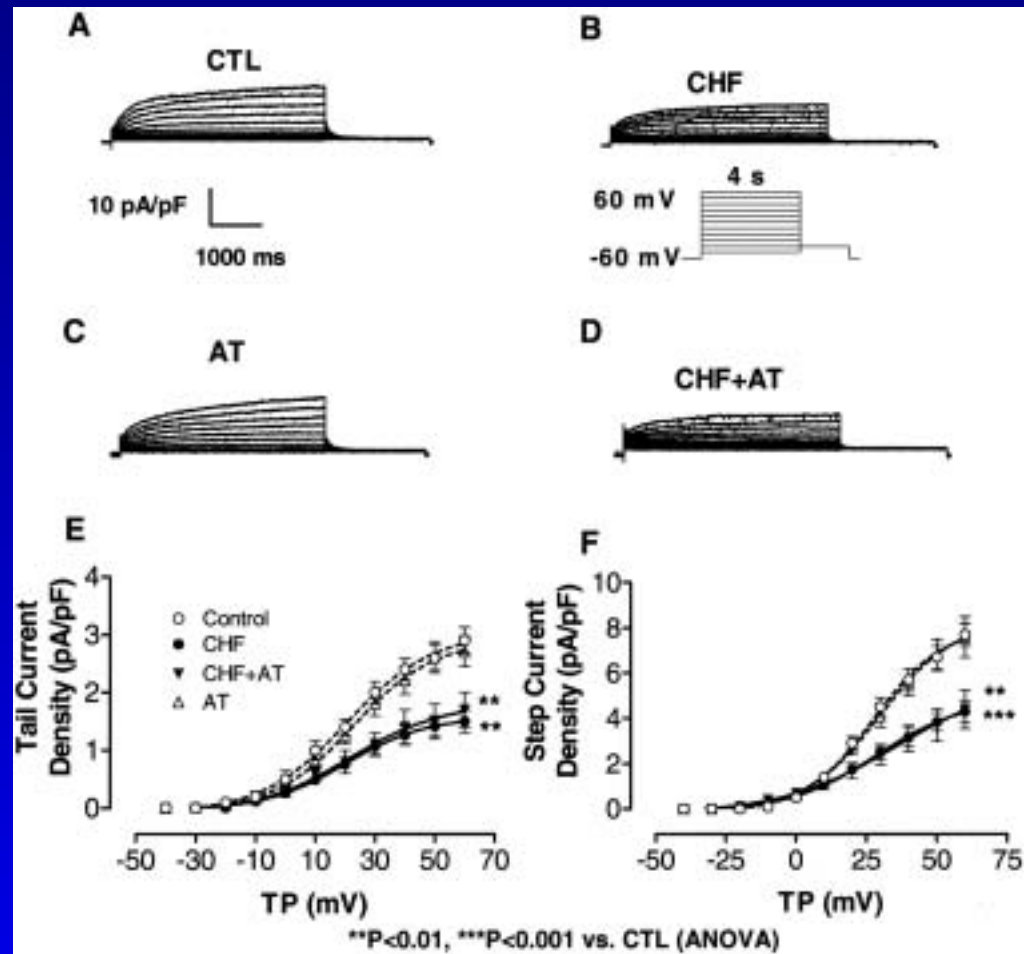 A
CTL
10 pA/pF
1000 ms
B
CHF
4 s
60 mV
-60 mV
C
AT
D
CHF+AT
E
Tail Current
Density (pA/pF)
4
3
2
1
0
Control
CHF
CHF+AT
AT
**
**
-50 -30 -10 10 30 50 70
TP (mV)
F
Step Current
Density (pA/pF)
10
8
6
4
2
0
**
***
-50 -25 0 25 50 75
TP (mV)
**P<0.01, ***P<0.001 vs. CTL (ANOVA)